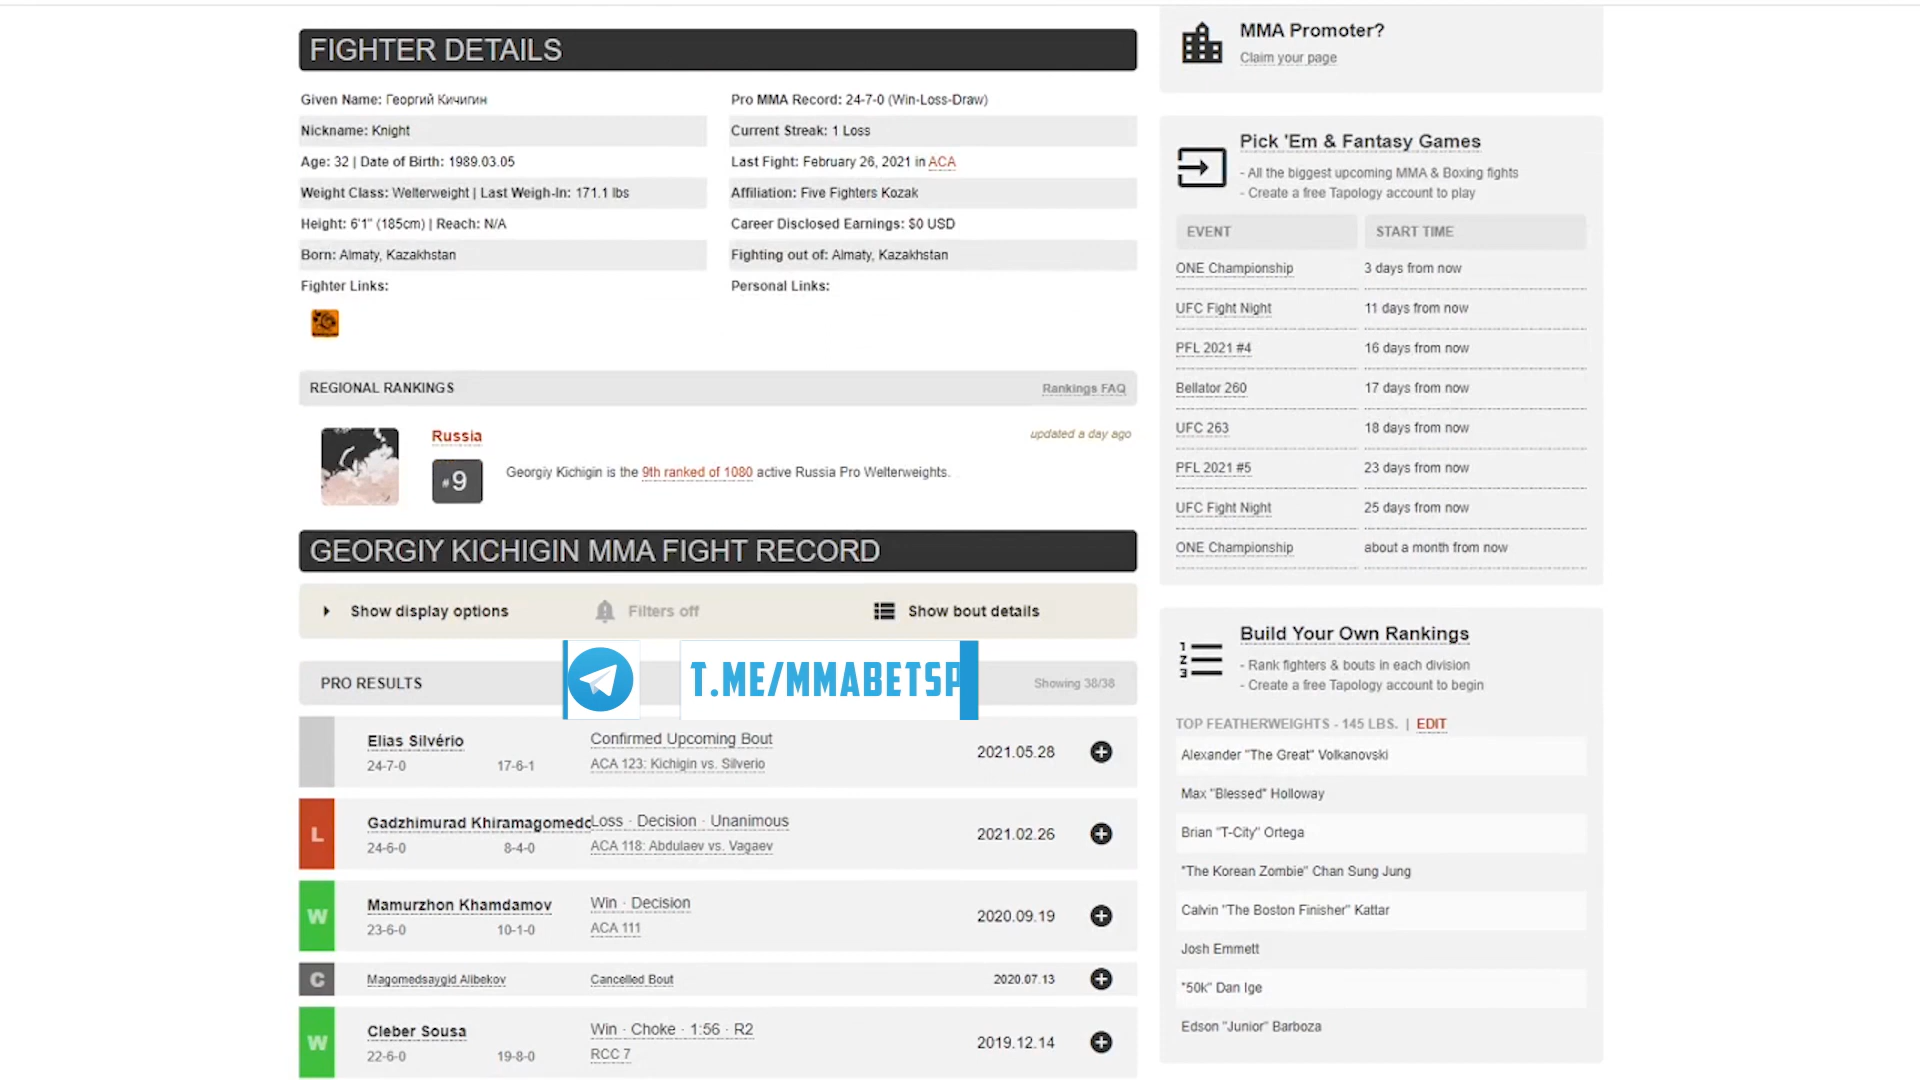 FIGHTER DETAILS
Given Name: Георгий Кичигин
Pro MMA Record: 24-7-0 (Win-Loss-Draw)
Nickname: Knight
Current Streak: 1 Loss
Age: 32 | Date of Birth: 1989.03.05
Last Fight: February 26, 2021 in ACA
Weight Class: Welterweight | Last Weigh-In: 171.1 lbs
Affiliation: Five Fighters Kozak
Height: 6'1" (185cm) | Reach: N/A
Career Disclosed Earnings: $0 USD
Born: Almaty, Kazakhstan
Fighting out of: Almaty, Kazakhstan
Fighter Links:
Personal Links:
REGIONAL RANKINGS
Rankings FAQ
Russia
updated a day ago
#9
Georgiy Kichigin is the 9th ranked of 1080 active Russia Pro Welterweights.
GEORGIY KICHIGIN MMA FIGHT RECORD
Show display options
Filters off
Show bout details
PRO RESULTS
T.ME/MMABETSP
Showing 38/38
Elias Silvério
Confirmed Upcoming Bout
24-7-0 17-6-1
ACA 123: Kichigin vs. Silverio
2021.05.28
L
Gadzhimurad Khiramagomedo
Loss · Decision · Unanimous
24-6-0 8-4-0
ACA 118: Abdulaev vs. Vagaev
2021.02.26
W
Mamurzhon Khamdamov
Win · Decision
23-6-0 10-1-0
ACA 111
2020.09.19
C
Magomedsaygid Alibekov
Cancelled Bout
2020.07.13
W
Cleber Sousa
Win · Choke · 1:56 · R2
22-6-0 19-8-0
RCC 7
2019.12.14
MMA Promoter?
Claim your page
Pick 'Em & Fantasy Games
- All the biggest upcoming MMA & Boxing fights
- Create a free Tapology account to play
EVENT START TIME
ONE Championship 3 days from now
UFC Fight Night 11 days from now
PFL 2021 #4 16 days from now
Bellator 260 17 days from now
UFC 263 18 days from now
PFL 2021 #5 23 days from now
UFC Fight Night 25 days from now
ONE Championship about a month from now
1
2
3
Build Your Own Rankings
- Rank fighters & bouts in each division
- Create a free Tapology account to begin
TOP FEATHERWEIGHTS - 145 LBS. | EDIT
Alexander "The Great" Volkanovski
Max "Blessed" Holloway
Brian "T-City" Ortega
"The Korean Zombie" Chan Sung Jung
Calvin "The Boston Finisher" Kattar
Josh Emmett
"50k" Dan Ige
Edson "Junior" Barboza